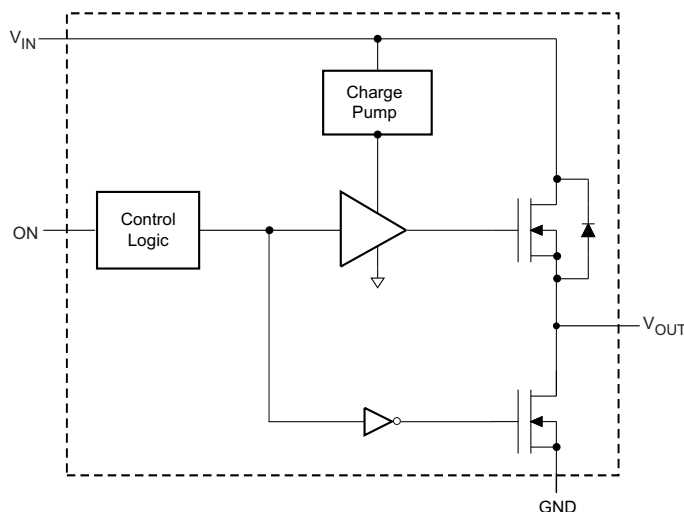 VIN
Charge
Pump
Control
Logic
ON
VOUT
GND